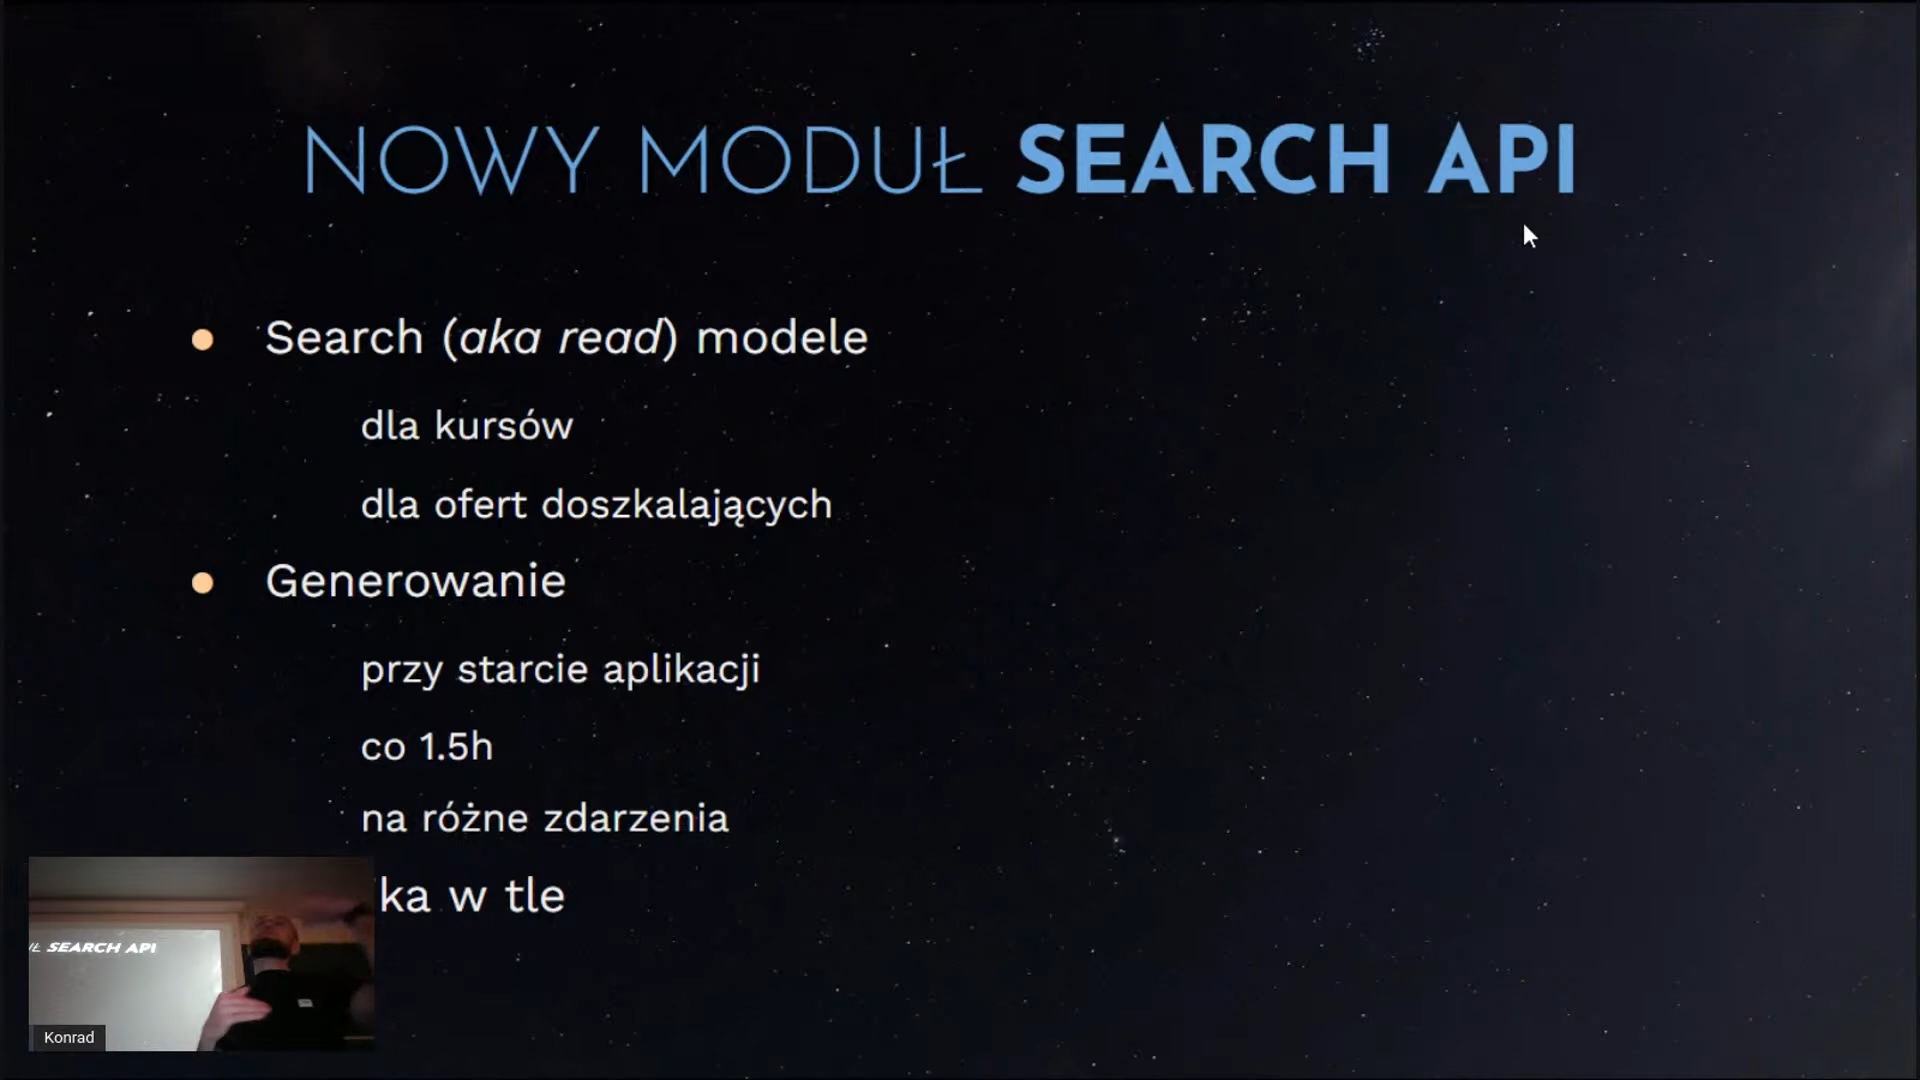 NOWY MODUŁ SEARCH API
Search (aka read) modele
dla kursów
dla ofert doszkalających
Generowanie
przy starcie aplikacji
co 1.5h
na różne zdarzenia
ka w tle
SEARCH API
Konrad